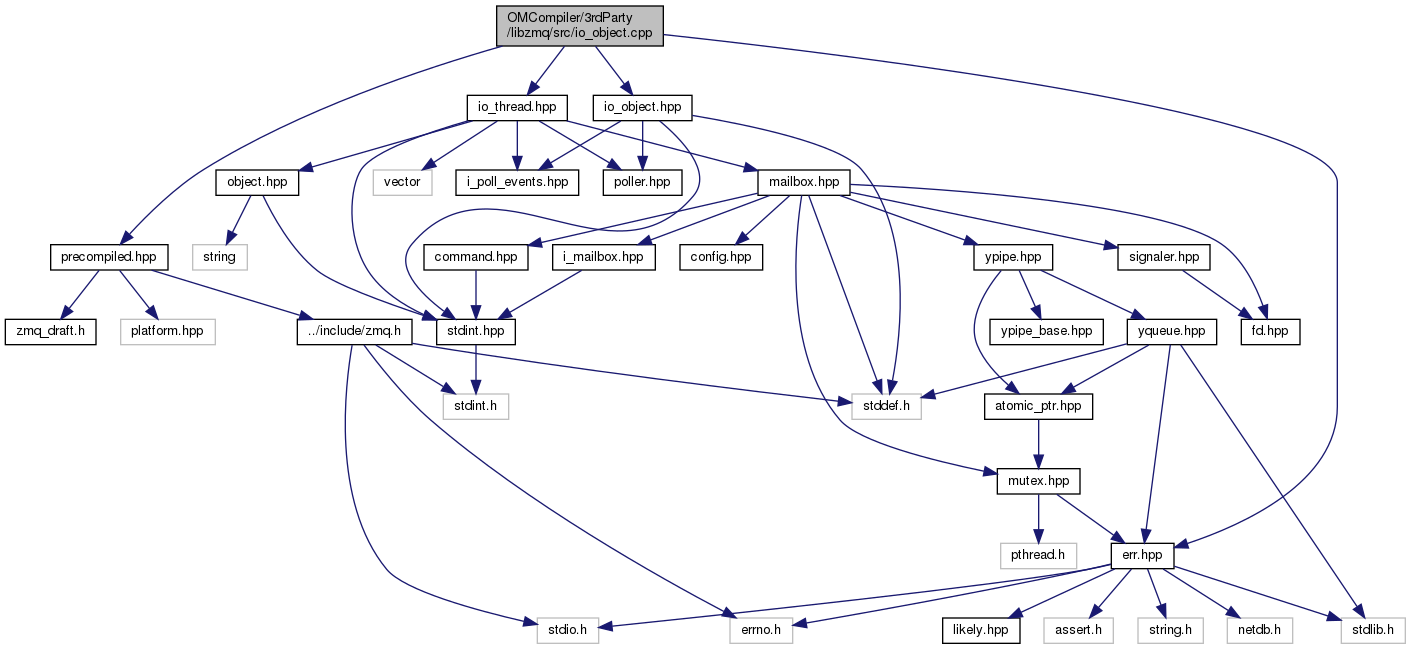 OMCompiler/3rdParty
/libzmq/src/io_object.cpp
io_thread.hpp
io_object.hpp
object.hpp
vector
i_poll_events.hpp
poller.hpp
mailbox.hpp
precompiled.hpp
string
command.hpp
i_mailbox.hpp
config.hpp
ypipe.hpp
signaler.hpp
zmq_draft.h
platform.hpp
../include/zmq.h
stdint.hpp
ypipe_base.hpp
yqueue.hpp
fd.hpp
stdint.h
stddef.h
atomic_ptr.hpp
mutex.hpp
pthread.h
err.hpp
stdio.h
errno.h
likely.hpp
assert.h
string.h
netdb.h
stdlib.h